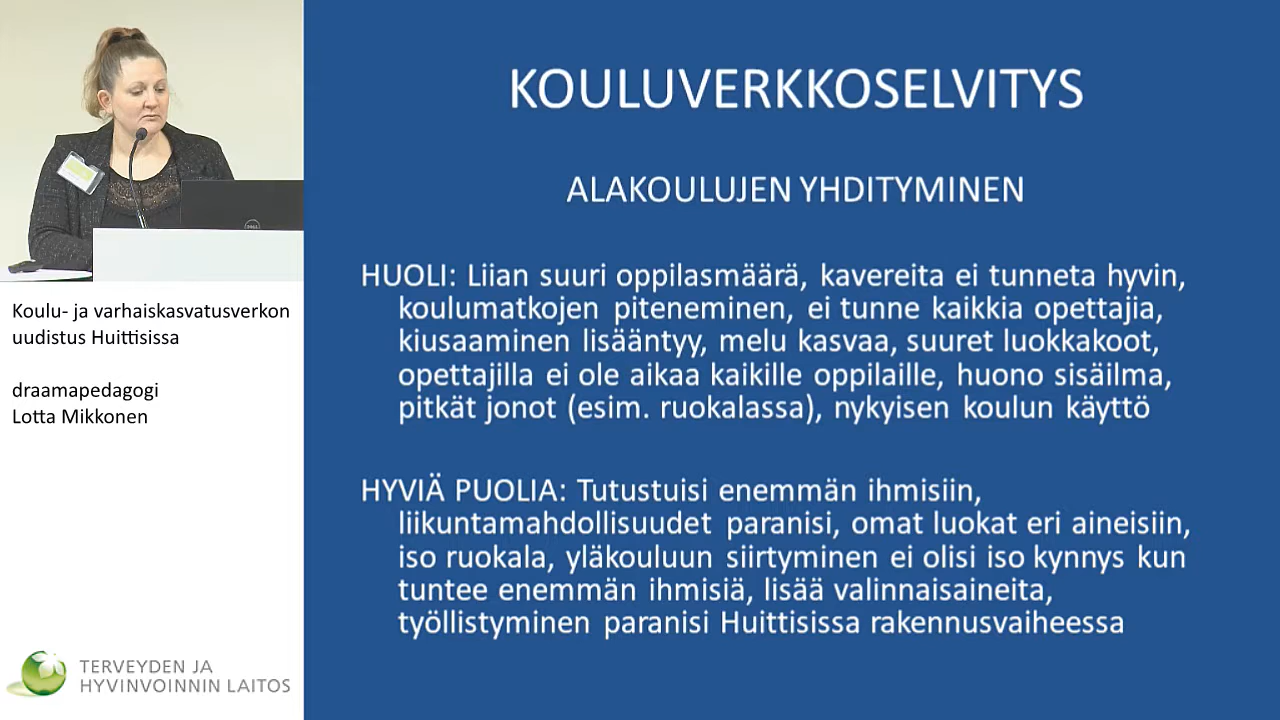 KOULUVERKKOSELVITYS
ALAKOULUJEN YHDITYMINEN
HUOLI: Liian suuri oppilasmäärä, kavereita ei tunneta hyvin,
koulumatkojen piteneminen, ei tunne kaikkia opettajia,
kiusaaminen lisääntyy, melu kasvaa, suuret luokkakoot,
opettajilla ei ole aikaa kaikille oppilaille, huono sisäilma,
pitkät jonot (esim. ruokalassa), nykyisen koulun käyttö
HYVIÄ PUOLIA: Tutustuisi enemmän ihmisiin,
liikuntamahdollisuudet paranisi, omat luokat eri aineisiin,
iso ruokala, yläkouluun siirtyminen ei olisi iso kynnys kun
tuntee enemmän ihmisiä, lisää valinnaisaineita,
työllistyminen paranisi Huittisissa rakennusvaiheessa
Koulu- ja varhaiskasvatusverkon
uudistus Huittisissa
draamapedagogi
Lotta Mikkonen
TERVEYDEN JA
HYVINVOINNIN LAITOS